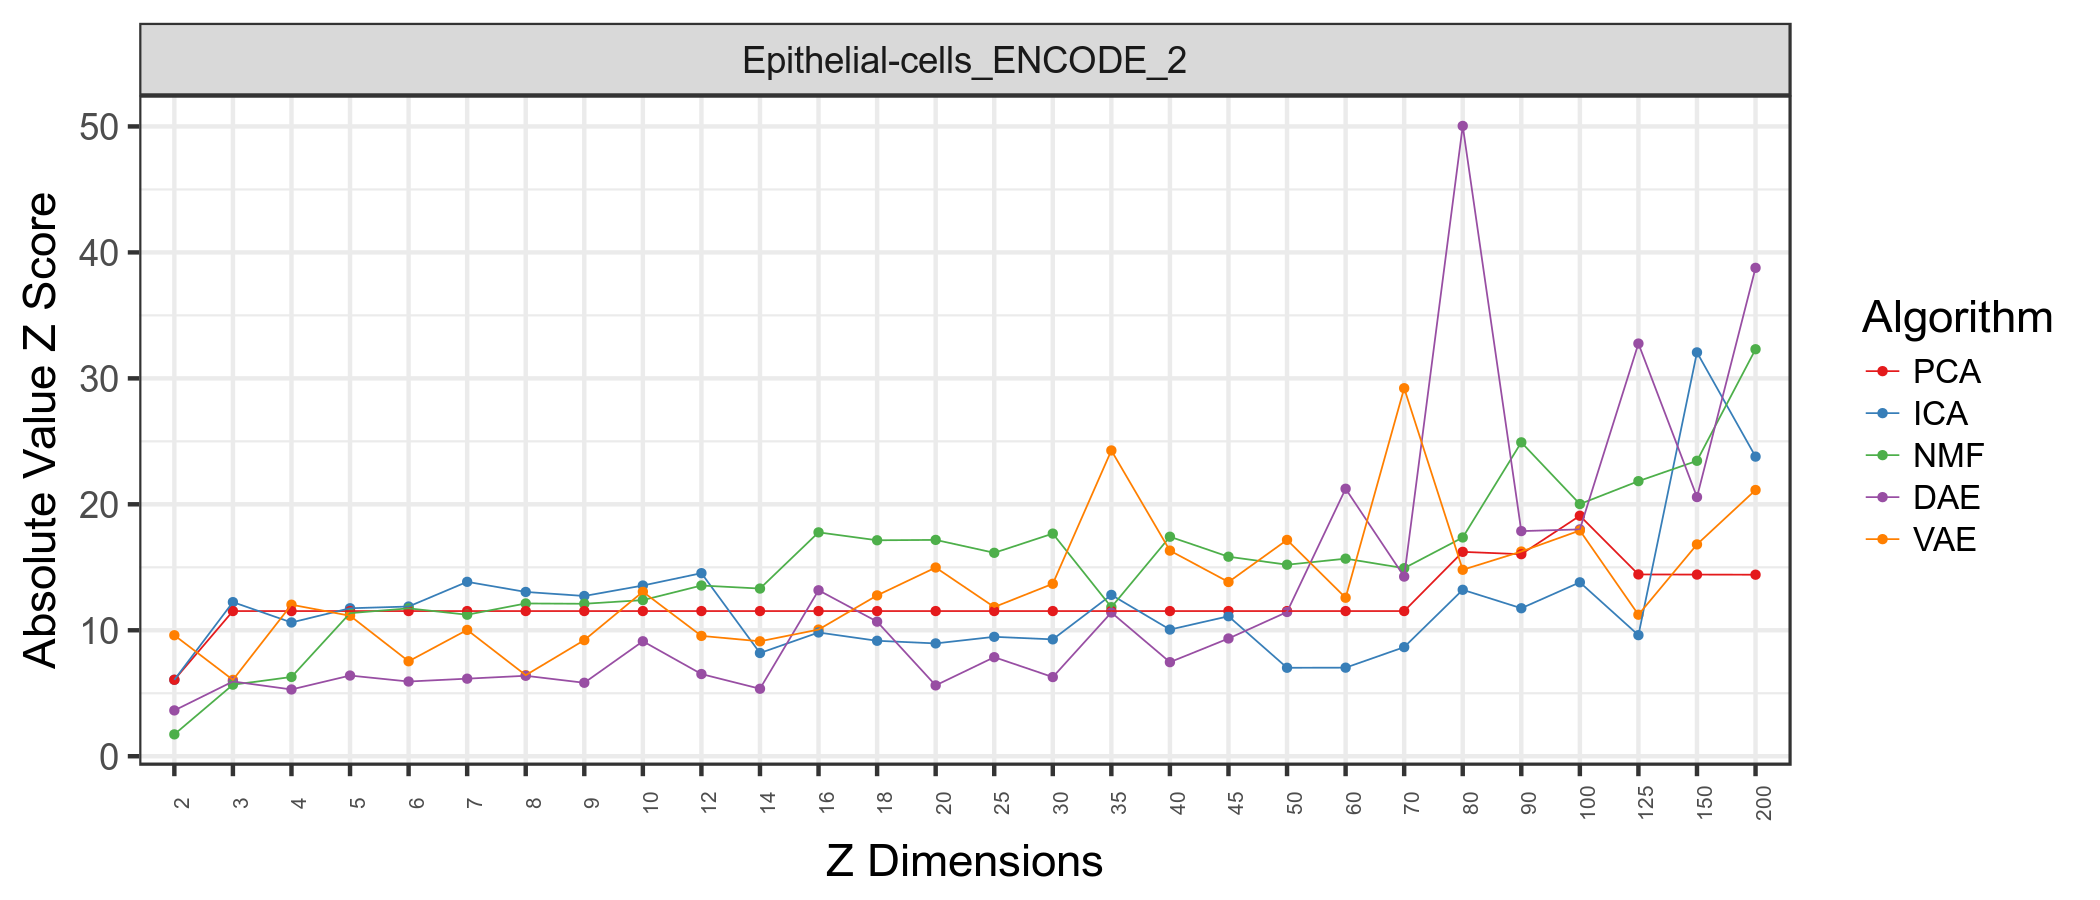 Epithelial-cells_ENCODE_2
Absolute Value Z Score
50
40
30
20
10
0
2 3 4 5 6 7 8 9 10 12 14 16 18 20 25 30 35 40 45 50 60 70 80 90 100 125 150 200
Z Dimensions
Algorithm
PCA
ICA
NMF
DAE
VAE